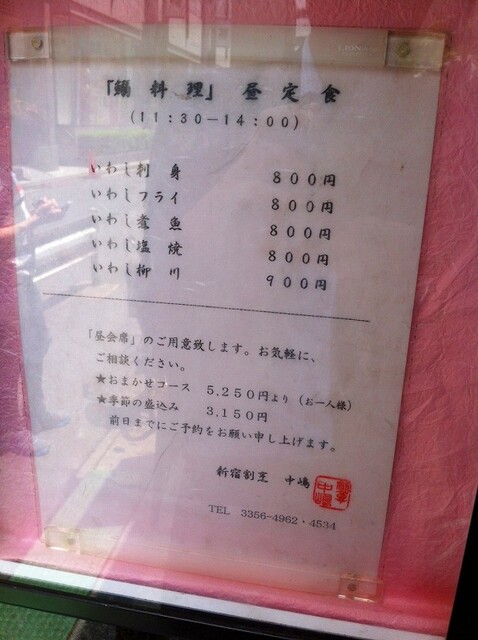 「鰯料理」昼定食
(11:30-14:00)
いわし刺身 800円
いわしフライ 800円
いわし煮魚 800円
いわし塩焼 800円
いわし柳川 900円
「昼会席」のご用意致します。お気軽に、
ご相談ください。
★おまかせコース 5,250円より（お一人様）
★季節の盛込み 3,150円
前日までにご予約をお願い申し上げます。
新宿割烹 中嶋
TEL 3356-4962・4534